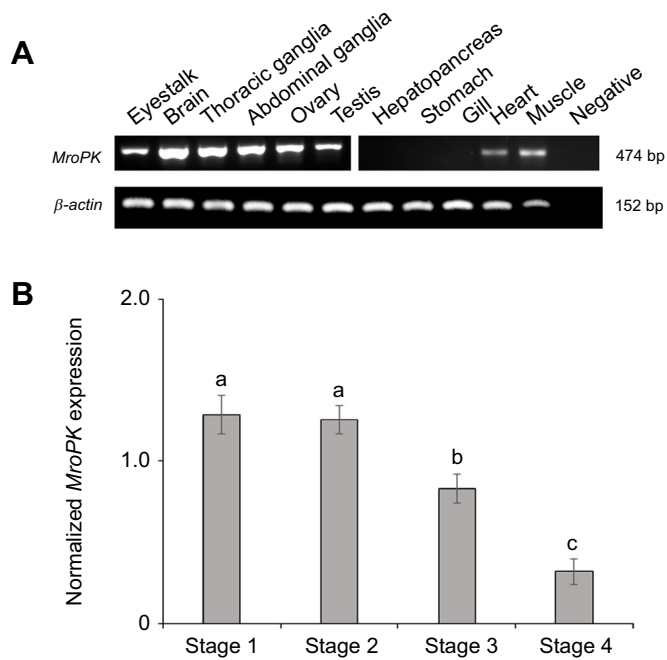 A
Eyestalk Brain Thoracic ganglia Abdominal ganglia Ovary Testis Hepatopancreas Stomach Gill Heart Muscle Negative
MroPK 474 bp
β-actin 152 bp
B
Normalized MroPK expression
2.0
1.0
0
a a b c
Stage 1 Stage 2 Stage 3 Stage 4